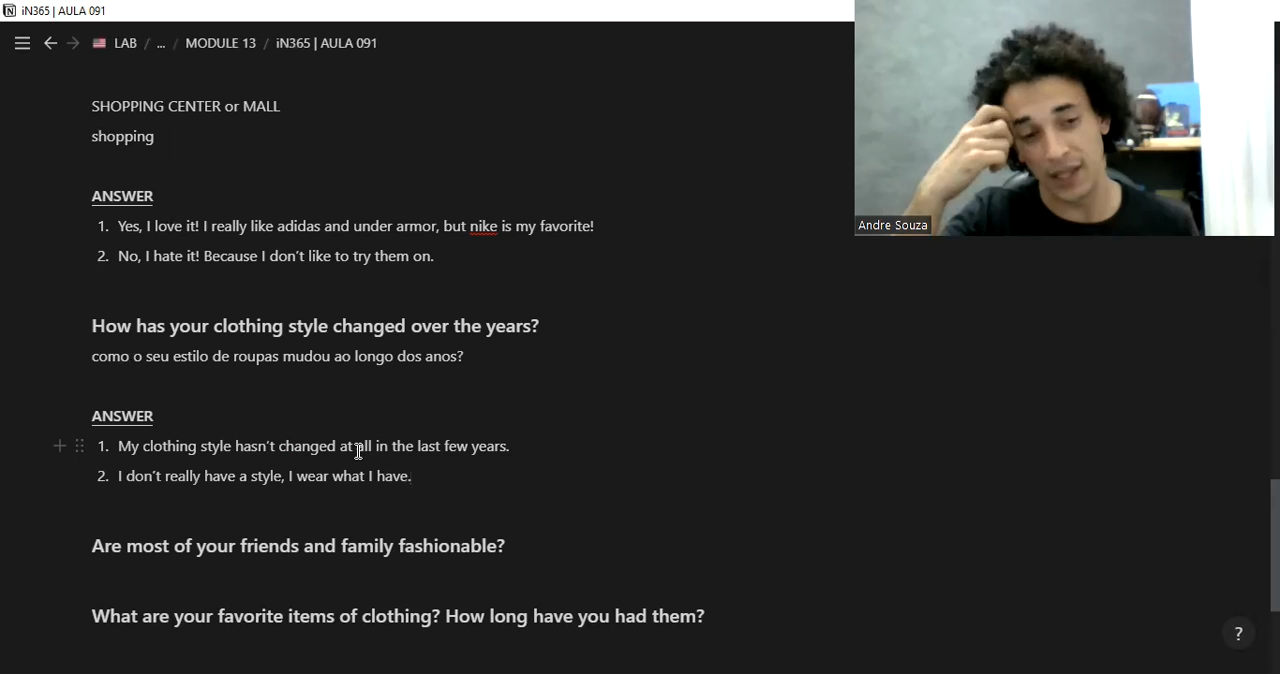 iN365 | AULA 091
LAB / ... / MODULE 13 / iN365 | AULA 091
SHOPPING CENTER or MALL
shopping
ANSWER
1. Yes, I love it! I really like adidas and under armor, but nike is my favorite!
2. No, I hate it! Because I don't like to try them on.
Andre Souza
How has your clothing style changed over the years?
como o seu estilo de roupas mudou ao longo dos anos?
ANSWER
1. My clothing style hasn't changed at all in the last few years.
2. I don't really have a style, I wear what I have.
Are most of your friends and family fashionable?
What are your favorite items of clothing? How long have you had them?
?